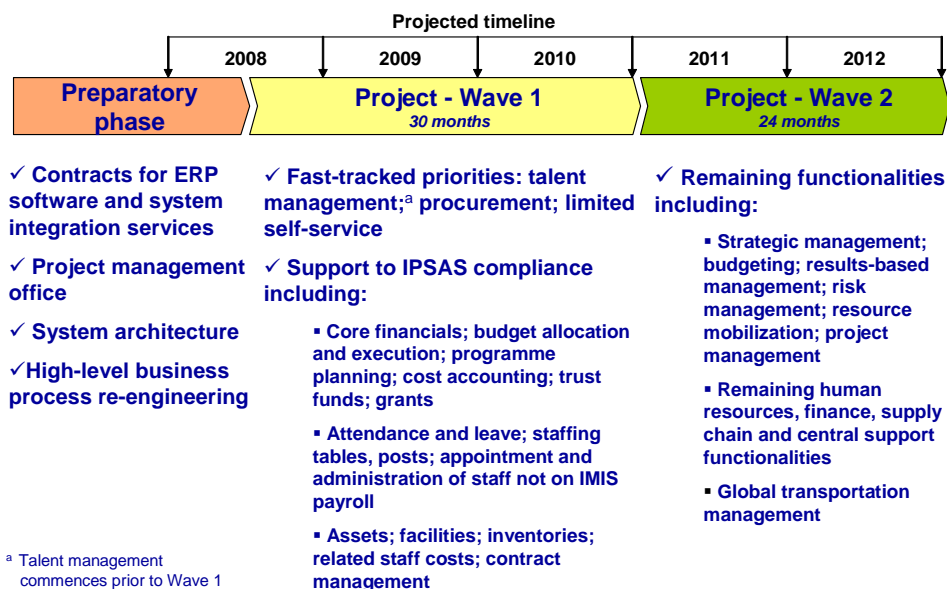 Projected timeline
2008 2009 2010 2011 2012
Preparatory
phase
Project - Wave 1
30 months
Project - Wave 2
24 months
✓ Contracts for ERP
software and system
integration services
✓ Project management
office
✓ System architecture
✓High-level business
process re-engineering
✓ Fast-tracked priorities: talent
management;ᵃ procurement; limited
self-service
✓ Support to IPSAS compliance
including:
▪ Core financials; budget allocation
and execution; programme
planning; cost accounting; trust
funds; grants
▪ Attendance and leave; staffing
tables, posts; appointment and
administration of staff not on IMIS
payroll
▪ Assets; facilities; inventories;
related staff costs; contract
management
✓ Remaining functionalities
including:
▪ Strategic management;
budgeting; results-based
management; risk
management; resource
mobilization; project
management
▪ Remaining human
resources, finance, supply
chain and central support
functionalities
▪ Global transportation
management
ᵃ Talent management
commences prior to Wave 1